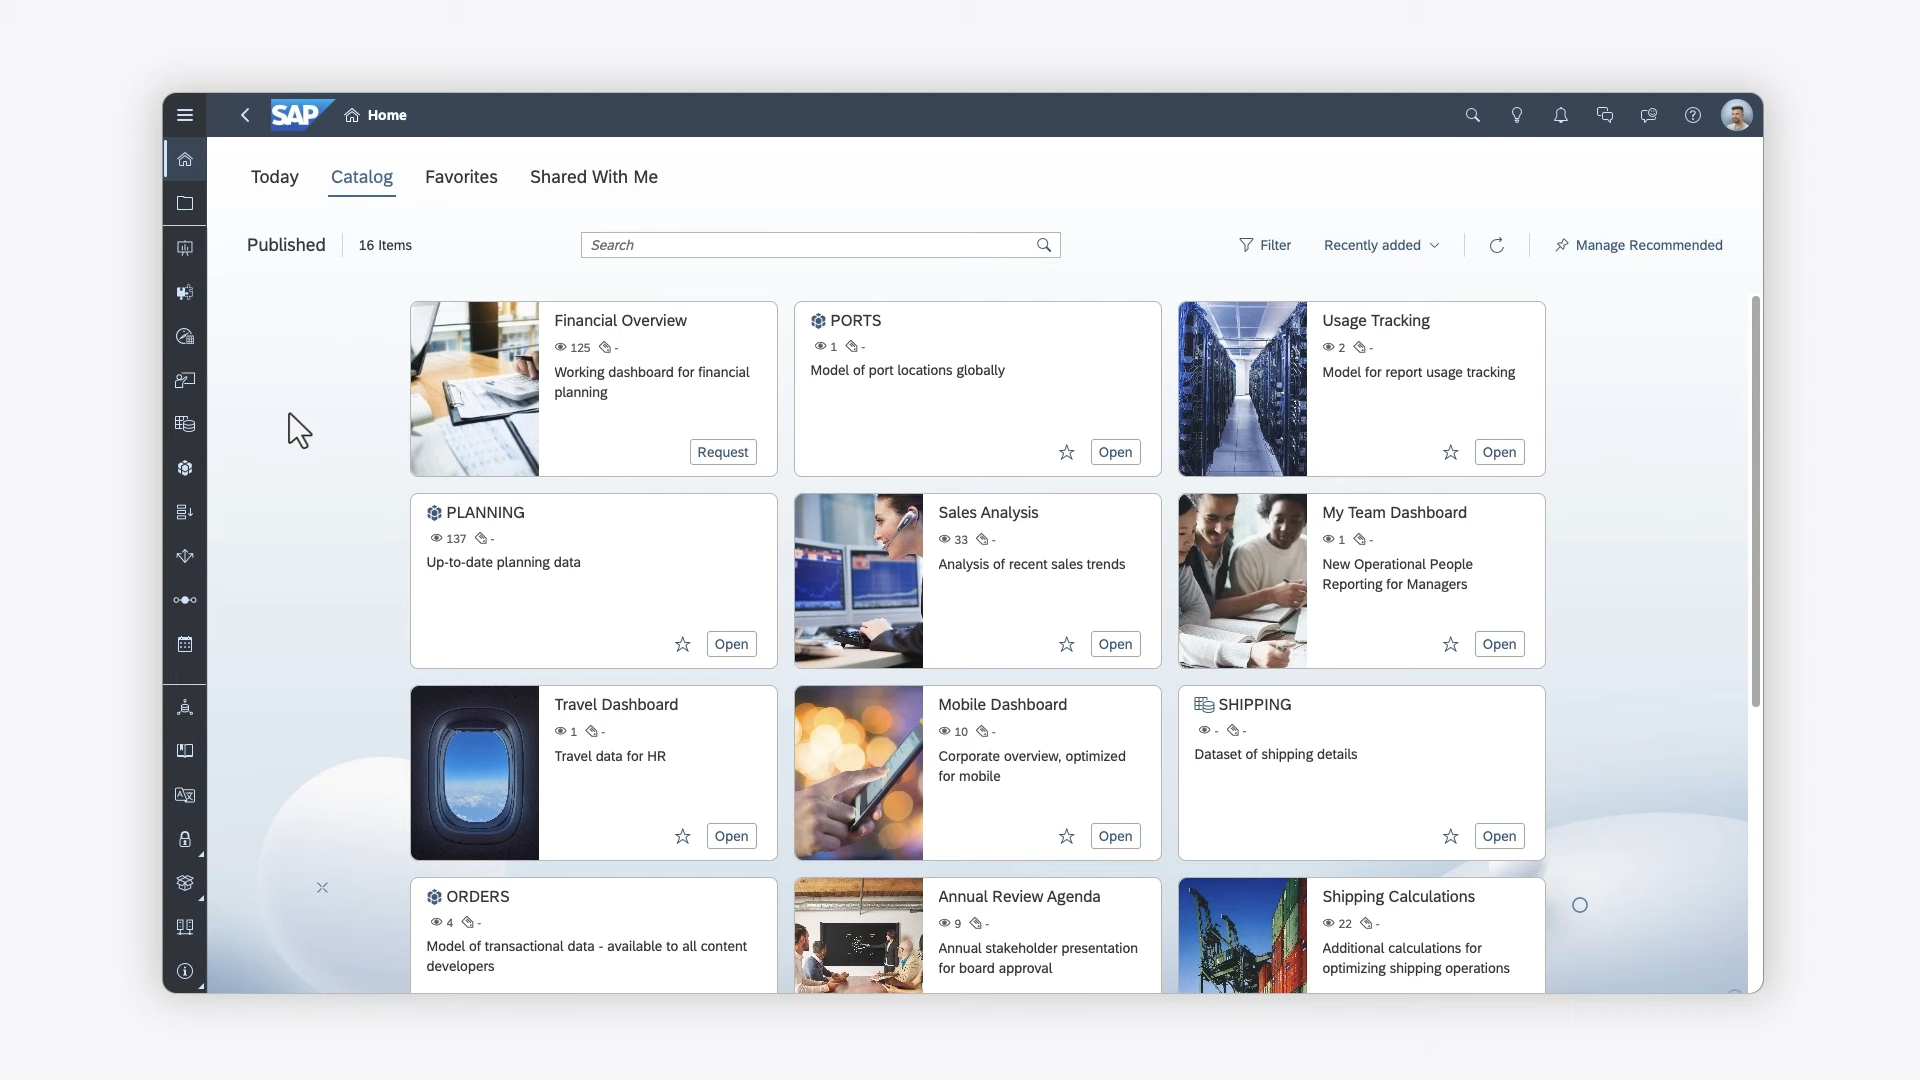 SAP Home
Today Catalog Favorites Shared With Me
Published 16 Items Search Filter Recently added Manage Recommended
Financial Overview
125 -
Working dashboard for financial
planning
Request
PORTS
1 -
Model of port locations globally
Open
Usage Tracking
2 -
Model for report usage tracking
Open
PLANNING
137 -
Up-to-date planning data
Open
Sales Analysis
33 -
Analysis of recent sales trends
Open
My Team Dashboard
1 -
New Operational People
Reporting for Managers
Open
Travel Dashboard
1 -
Travel data for HR
Open
Mobile Dashboard
10 -
Corporate overview, optimized
for mobile
Open
SHIPPING
- -
Dataset of shipping details
Open
ORDERS
4 -
Model of transactional data - available to all content
developers
Annual Review Agenda
9 -
Annual stakeholder presentation
for board approval
Shipping Calculations
22 -
Additional calculations for
optimizing shipping operations